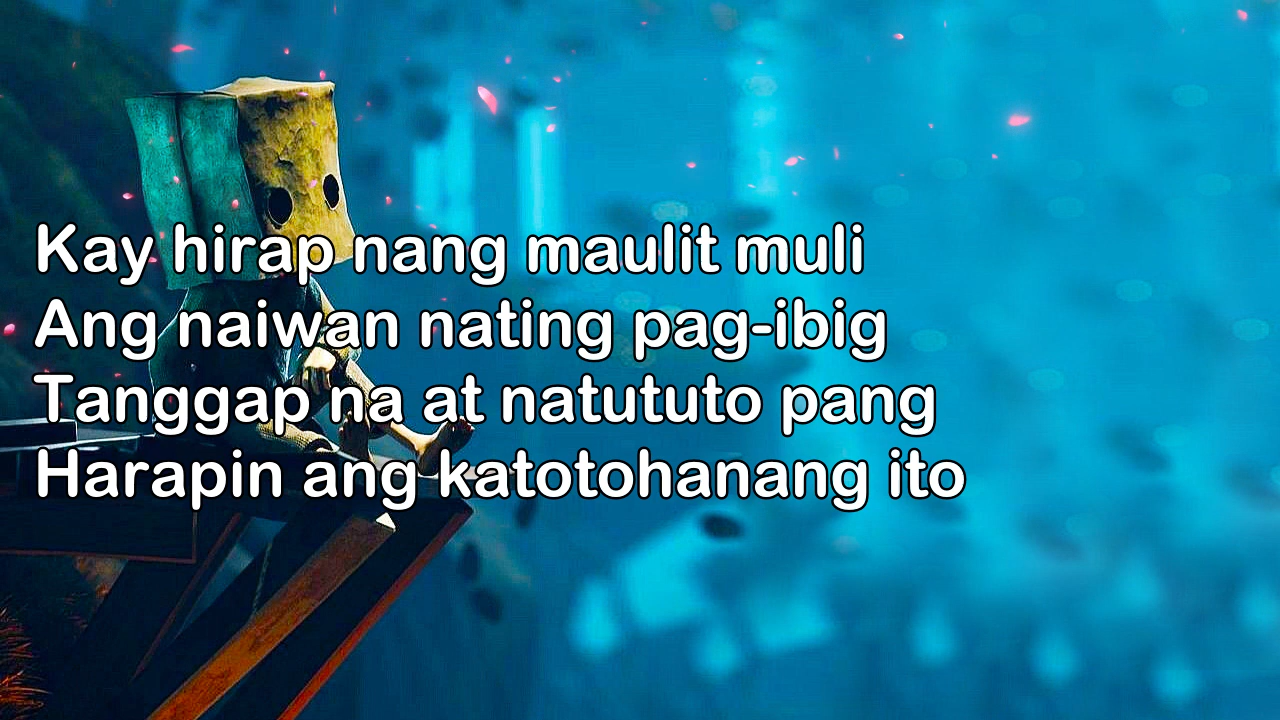 Kay hirap nang maulit muli
Ang naiwan nating pag-ibig
Tanggap na at natututo pang
Harapin ang katotohanang ito